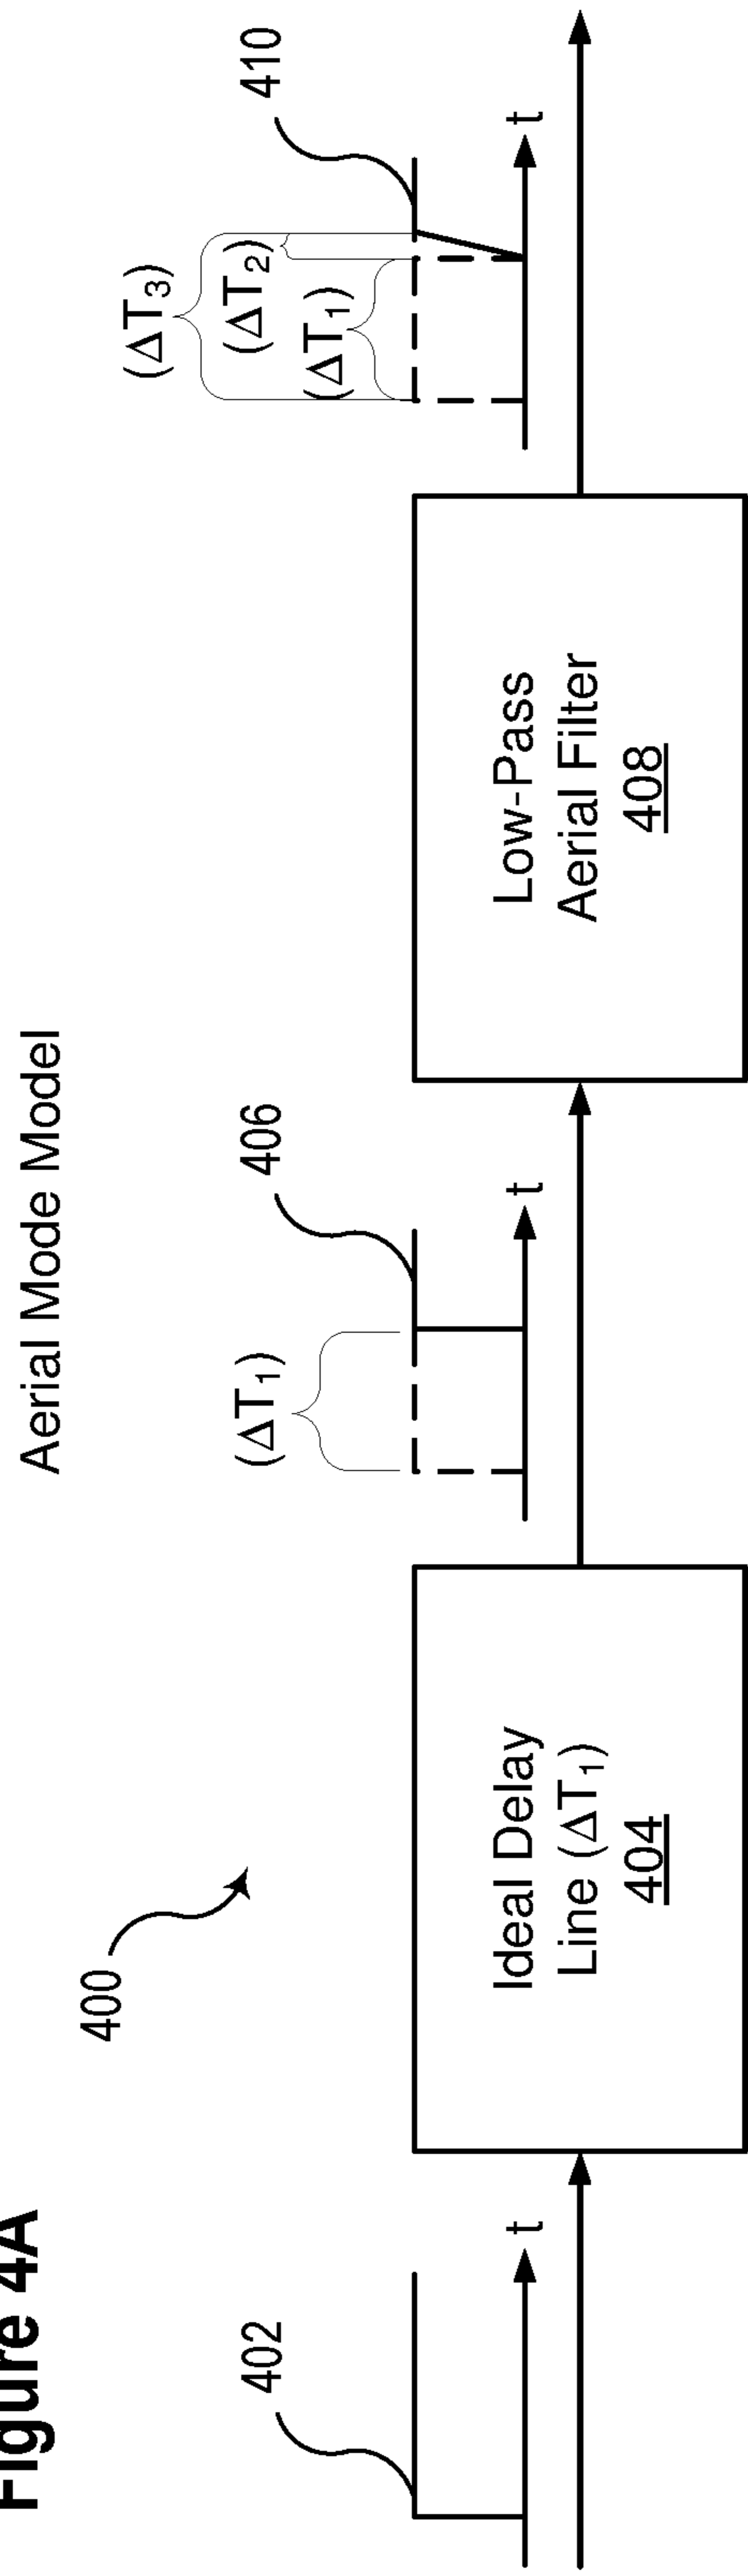 Figure 4A
Aerial Mode Model
400
402
t
Ideal Delay
Line (ΔT1)
404
(ΔT1)
406
t
Low-Pass
Aerial Filter
408
(ΔT3)
(ΔT2)
(ΔT1)
410
t